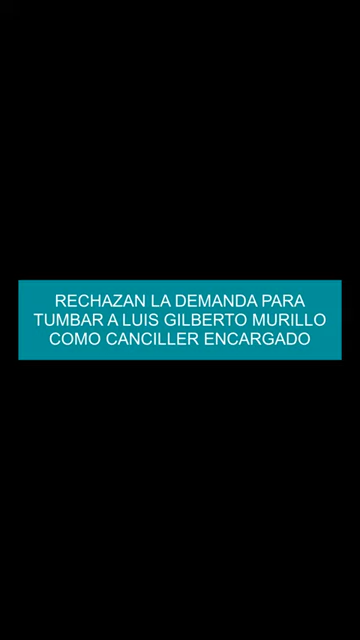 RECHAZAN LA DEMANDA PARA
TUMBAR A LUIS GILBERTO MURILLO
COMO CANCILLER ENCARGADO